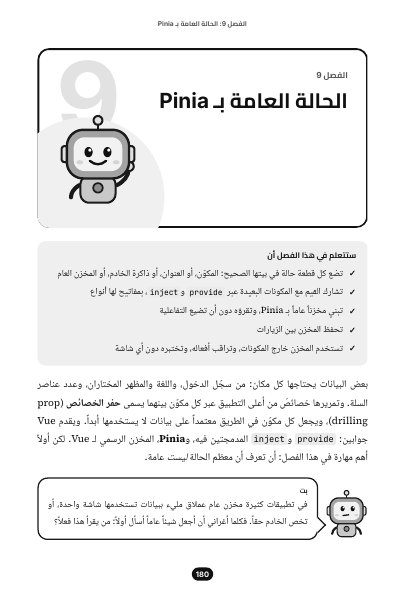 الفصل 9: الحالة العامة بـ Pinia
9
الفصل 9
الحالة العامة بـ Pinia
ستتعلم في هذا الفصل أن
✓ تضع كل قطعة حالة في بيتها الصحيح: المكوّن، أو العنوان، أو ذاكرة الخادم، أو المخزن العام
✓ تشارك القيم مع المكونات البعيدة عبر provide و inject، بمفاتيح لها أنواع
✓ تبني مخزناً عاماً بـ Pinia، وتقرؤه دون أن تضيع التفاعلية
✓ تحفظ المخزن بين الزيارات
✓ تستخدم المخزن خارج المكونات، وتراقب أفعاله، وتختبره دون أي شاشة
بعض البيانات يحتاجها كل مكان: من سجّل الدخول، واللغة والمظهر المختاران، وعدد عناصر
السلة. وتمريرها خصائصَ من أعلى التطبيق عبر كل مكوّن بينهما يسمى حفر الخصائص (prop
drilling)، ويجعل كل مكوّن في الطريق معتمداً على بيانات لا يستخدمها أبداً. ويقدم Vue
جوابين: provide و inject المدمجتين فيه، وPinia، المخزن الرسمي لـ Vue. لكن أولاً
أهم مهارة في هذا الفصل: أن تعرف أن معظم الحالة ليست عامة.
بت
في تطبيقات كثيرة مخزن عام عملاق مليء ببيانات تستخدمها شاشة واحدة، أو
تخص الخادم حقاً. فكلما أغراني أن أجعل شيئاً عاماً أسأل أولاً: من يقرأ هذا فعلاً؟
180